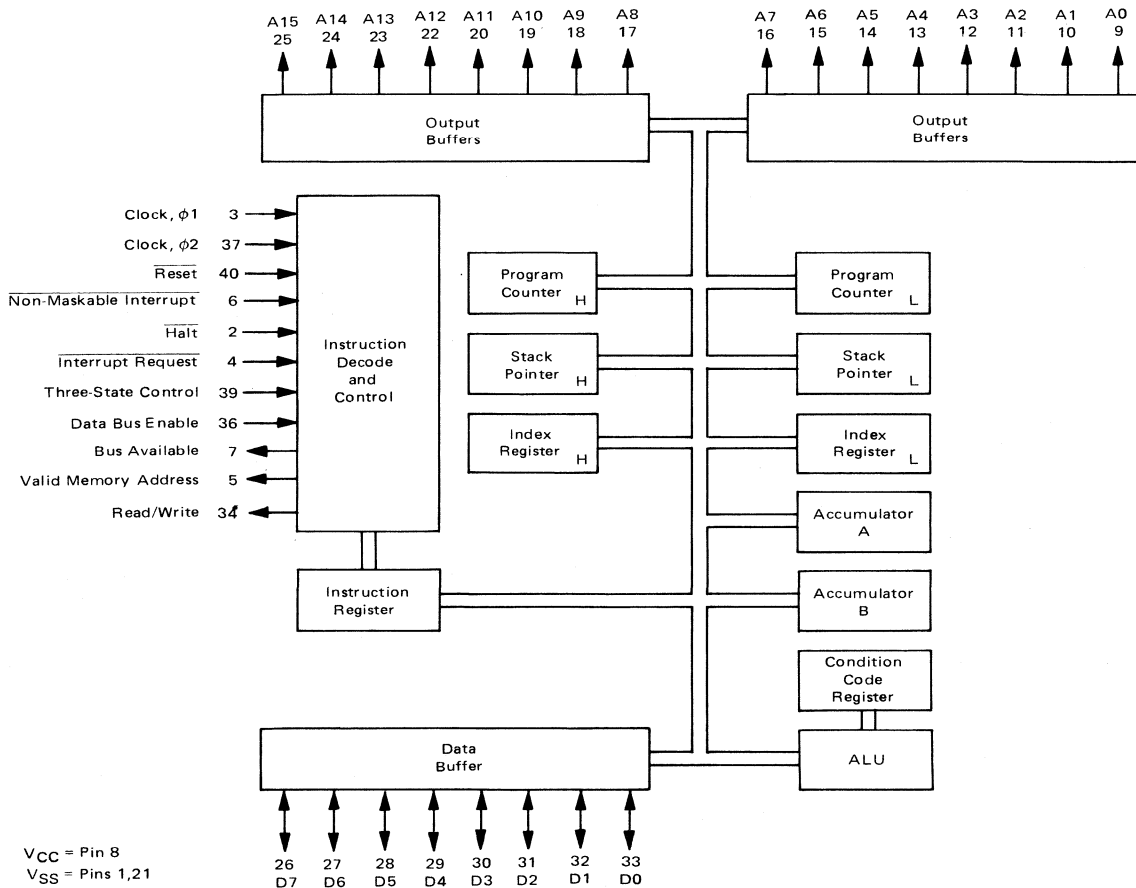 A15 A14 A13 A12 A11 A10 A9 A8 A7 A6 A5 A4 A3 A2 A1 A0
25 24 23 22 20 19 18 17 16 15 14 13 12 11 10 9
Output
Buffers
Output
Buffers
Clock, ϕ1 3
Clock, ϕ2 37
Reset 40
Non-Maskable Interrupt 6
Halt 2
Interrupt Request 4
Three-State Control 39
Data Bus Enable 36
Bus Available 7
Valid Memory Address 5
Read/Write 34
Instruction
Decode
and
Control
Program
Counter
H
Program
Counter
L
Stack
Pointer
H
Stack
Pointer
L
Index
Register
H
Index
Register
L
Accumulator
A
Instruction
Register
Accumulator
B
Condition
Code
Register
Data
Buffer
ALU
26 27 28 29 30 31 32 33
D7 D6 D5 D4 D3 D2 D1 D0
VCC = Pin 8
VSS = Pins 1,21